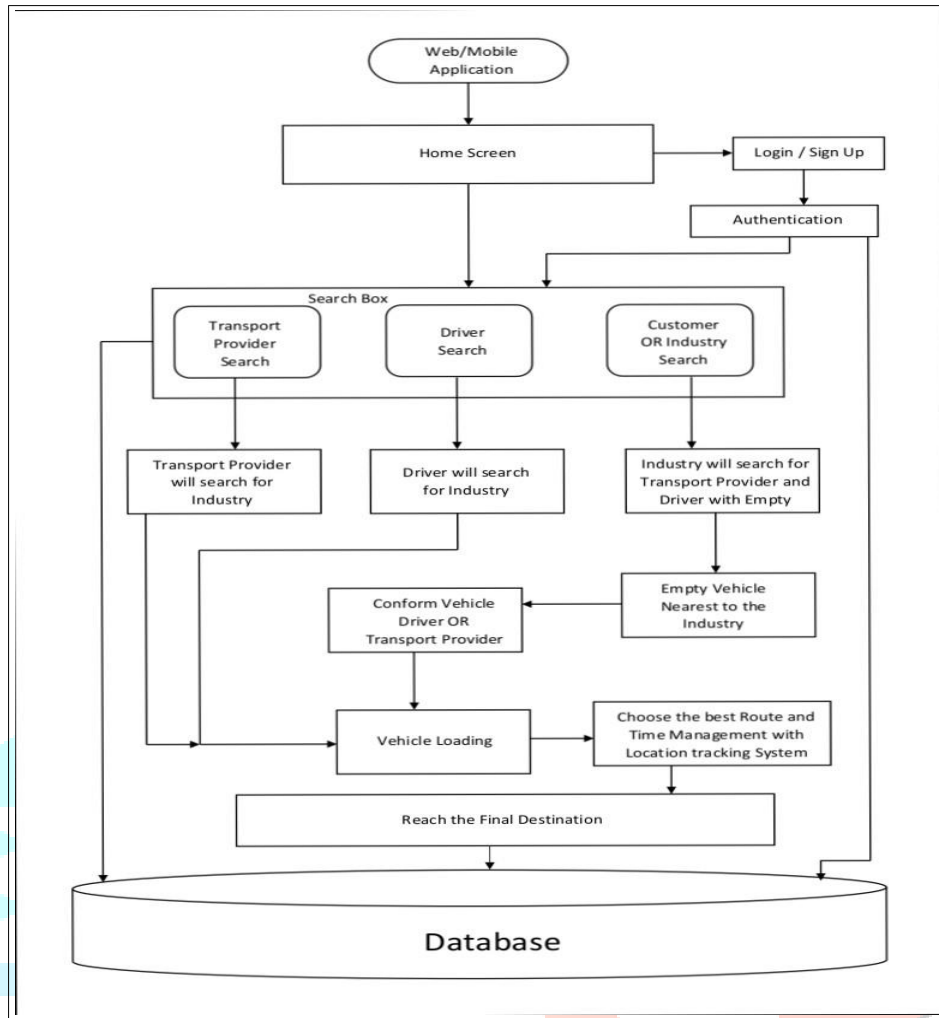 Web/Mobile
Application
Home Screen
Login / Sign Up
Authentication
Search Box
Transport
Provider
Search
Driver
Search
Customer
OR Industry
Search
Transport Provider
will search for
Industry
Driver will search
for Industry
Industry will search for
Transport Provider and
Driver with Empty
Empty Vehicle
Nearest to the
Industry
Conform Vehicle
Driver OR
Transport Provider
Vehicle Loading
Choose the best Route and
Time Management with
Location tracking System
Reach the Final Destination
Database